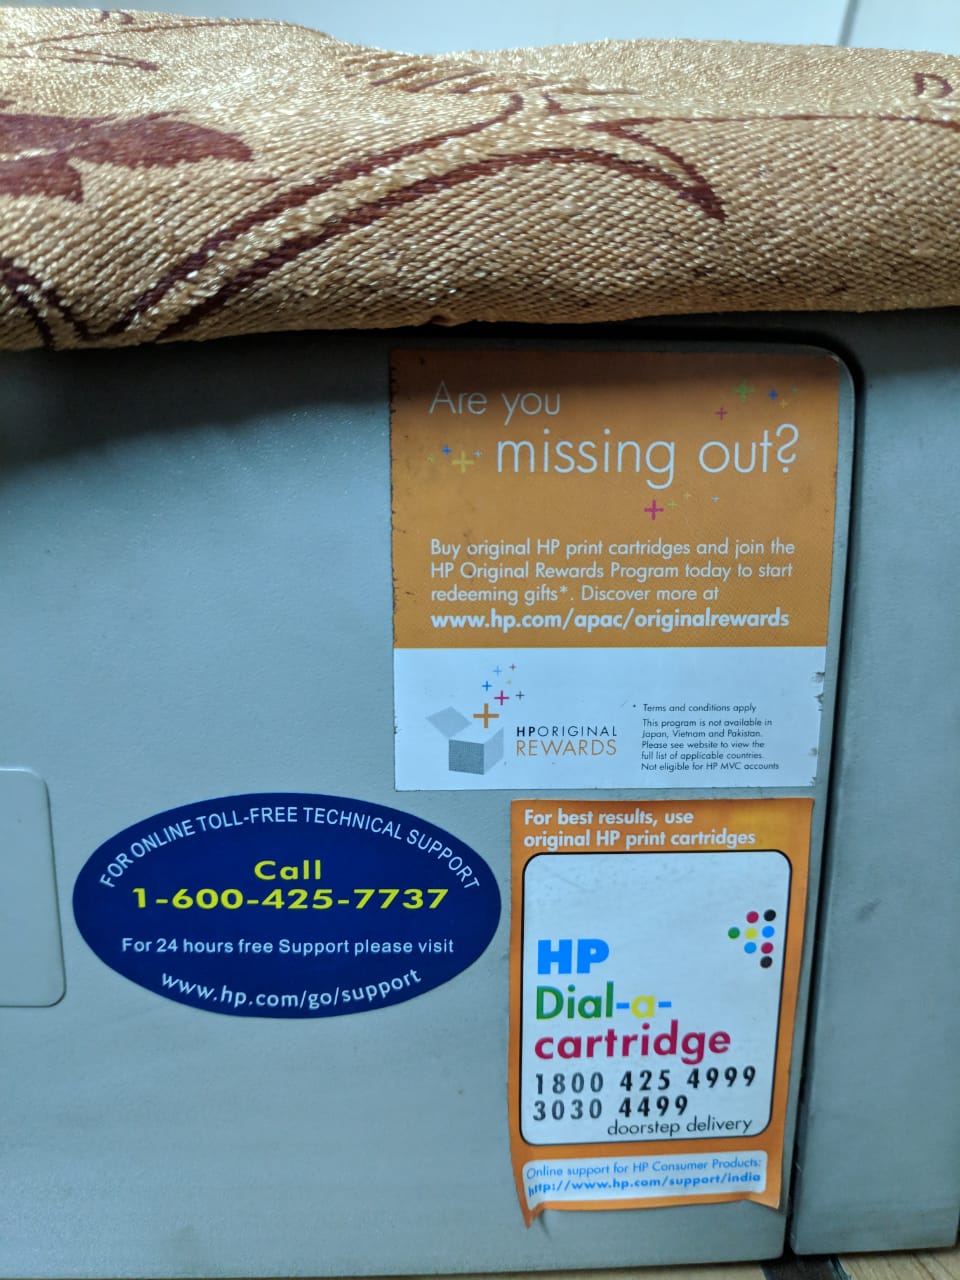 Are you
missing out?
Buy original HP print cartridges and join the
HP Original Rewards Program today to start
redeeming gifts*. Discover more at
www.hp.com/apac/originalrewards
HPORIGINAL
REWARDS
* Terms and conditions apply
This program is not available in
Japan, Vietnam and Pakistan.
Please see website to view the
full list of applicable countries.
Not eligible for HP MVC accounts
FOR ONLINE TOLL-FREE TECHNICAL SUPPORT
Call
1-600-425-7737
For 24 hours free Support please visit
www.hp.com/go/support
For best results, use
original HP print cartridges
HP
Dial-a-
cartridge
1800 425 4999
3030 4499
doorstep delivery
Online support for HP Consumer Products:
http://www.hp.com/support/india